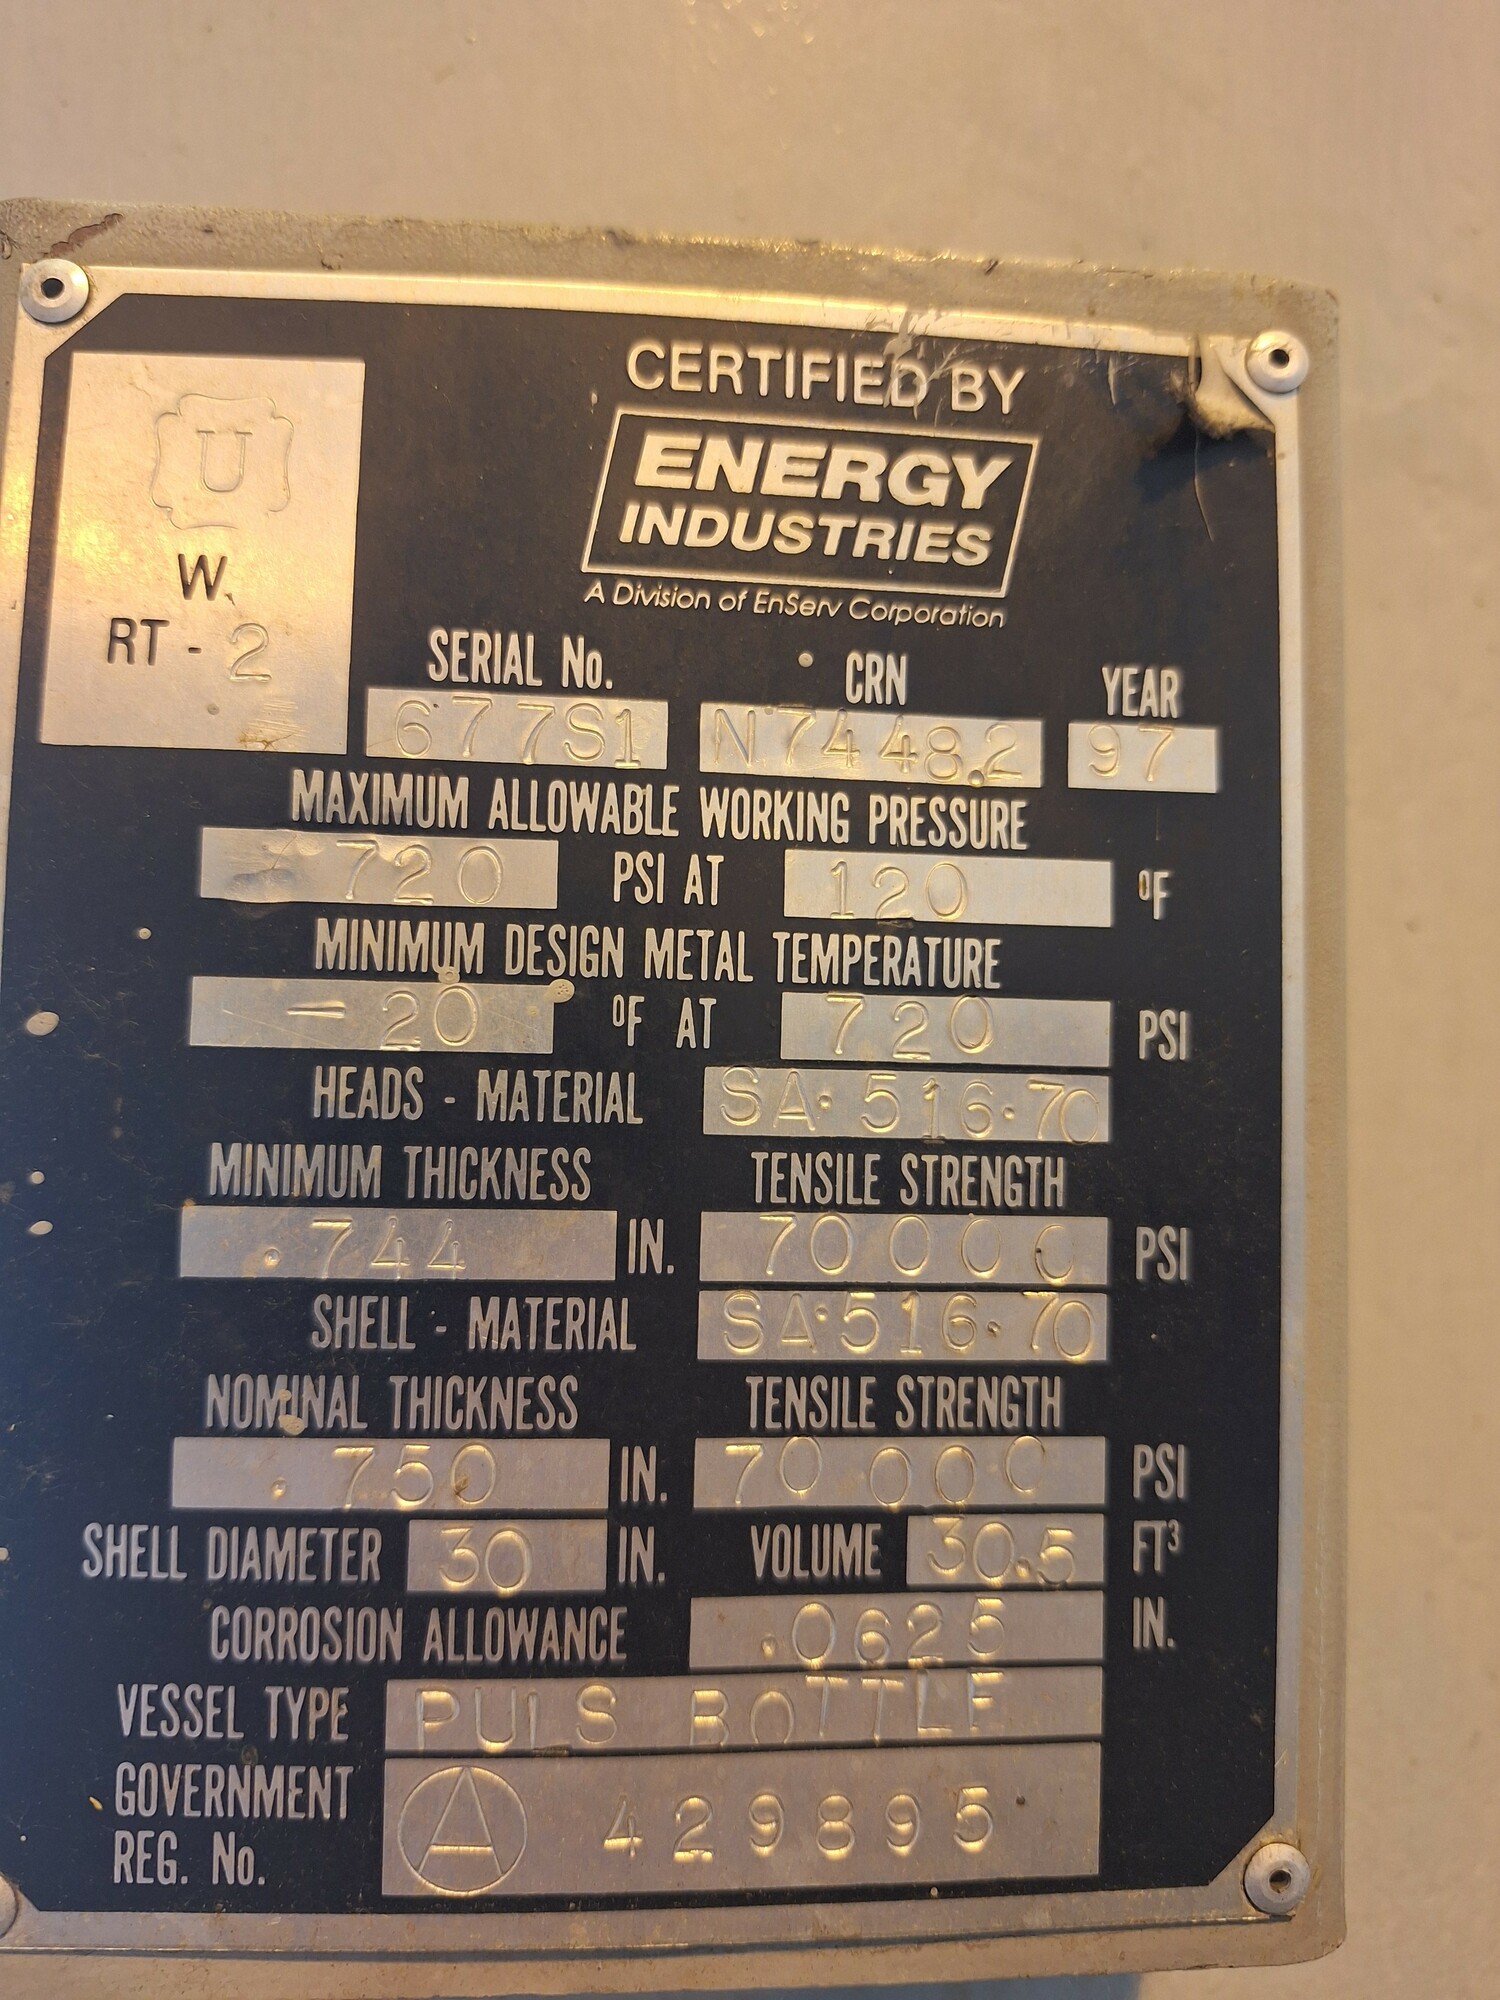 U
W
RT - 2
CERTIFIED BY
ENERGY
INDUSTRIES
A Division of EnServ Corporation
SERIAL No. CRN YEAR
677S1 N7448.2 97
MAXIMUM ALLOWABLE WORKING PRESSURE
720 PSI AT 120 °F
MINIMUM DESIGN METAL TEMPERATURE
-20 °F AT 720 PSI
HEADS - MATERIAL SA·516·70
MINIMUM THICKNESS TENSILE STRENGTH
.744 IN. 70000 PSI
SHELL - MATERIAL SA·516·70
NOMINAL THICKNESS TENSILE STRENGTH
.750 IN. 70000 PSI
SHELL DIAMETER 30 IN. VOLUME 30.5 FT³
CORROSION ALLOWANCE .0625 IN.
VESSEL TYPE PULS BOTTLE
GOVERNMENT
REG. No. A 429895